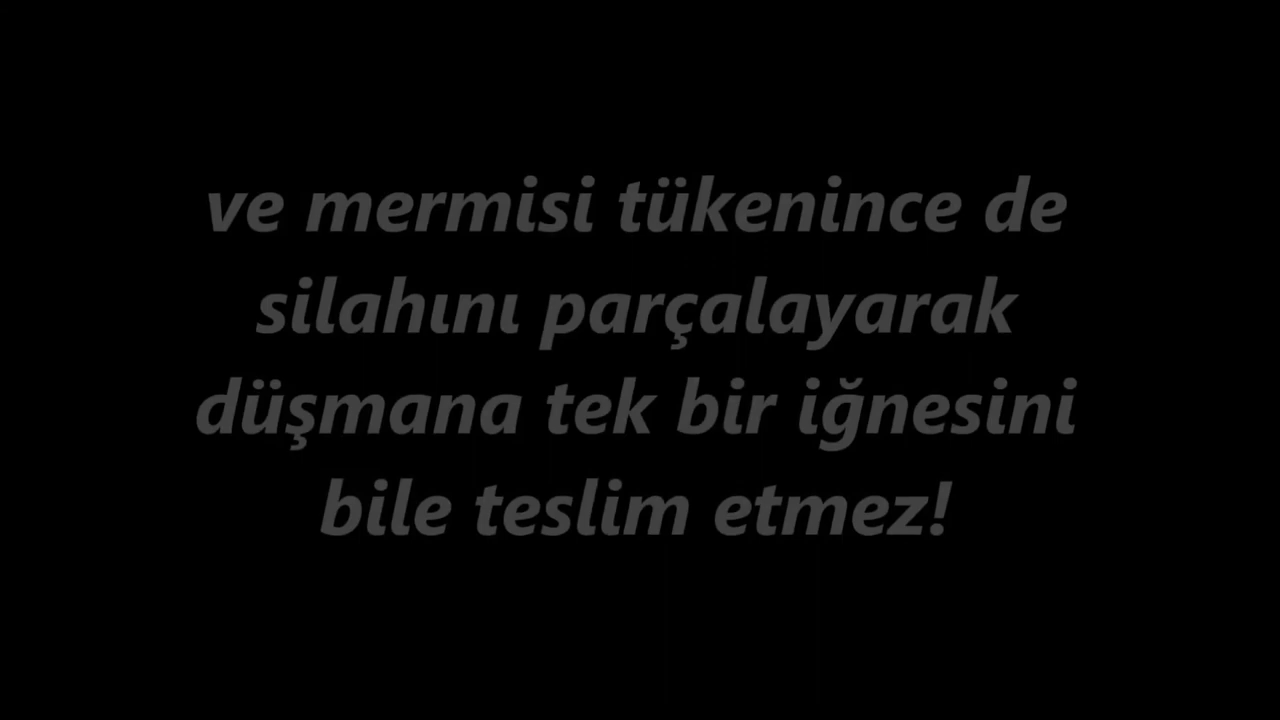 ve mermisi tükenince de
silahını parçalayarak
düşmana tek bir iğnesini
bile teslim etmez!